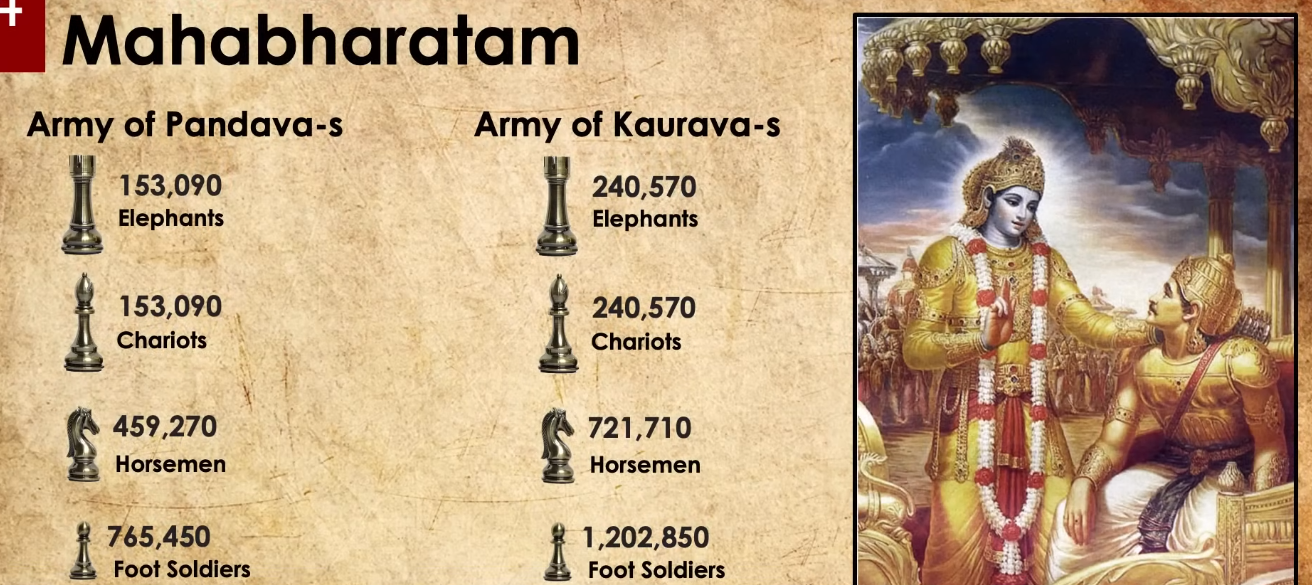 +
Mahabharatam
Army of Pandava-s
153,090
Elephants
153,090
Chariots
459,270
Horsemen
765,450
Foot Soldiers
Army of Kaurava-s
240,570
Elephants
240,570
Chariots
721,710
Horsemen
1,202,850
Foot Soldiers